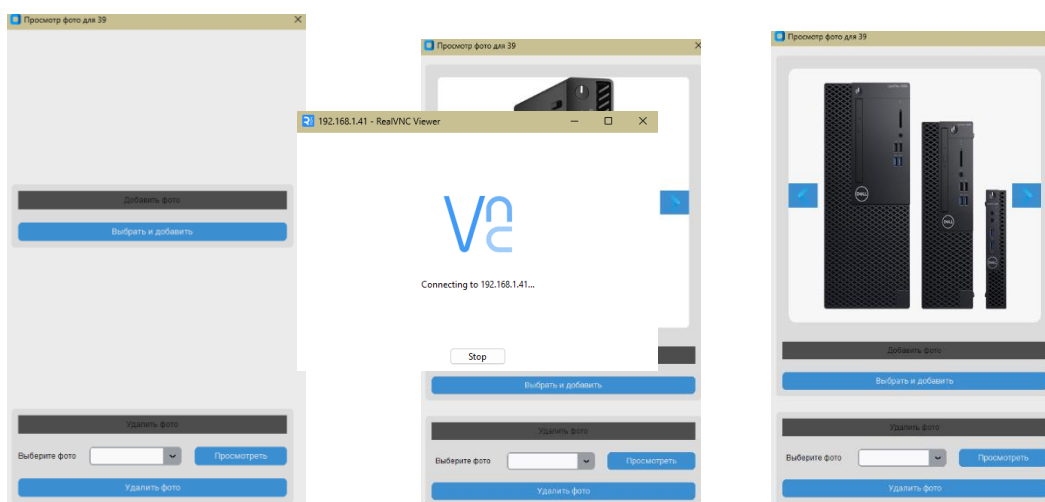 Просмотр фото для 39
Добавить фото
Выбрать и добавить
Удалить фото
Выберите фото
Просмотреть
Удалить фото
Просмотр фото для 39
192.168.1.41 - RealVNC Viewer
Connecting to 192.168.1.41...
Stop
Выбрать и добавить
Удалить фото
Выберите фото
Просмотреть
Удалить фото
Просмотр фото для 39
DELL
DELL
Добавить фото
Выбрать и добавить
Удалить фото
Выберите фото
Просмотреть
Удалить фото